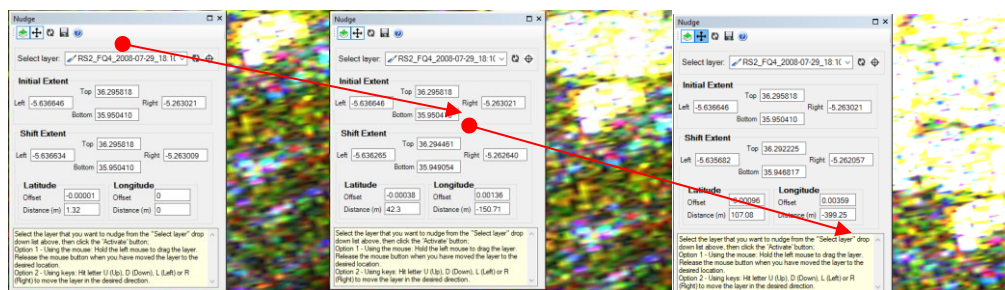 Nudge
Select layer: RS2_FQ4_2008-07-29_18:1(
Initial Extent
Top 36.295818
Left -5.636646 Right -5.263021
Bottom 35.950410
Shift Extent
Top 36.295818
Left -5.636634 Right -5.263009
Bottom 35.950410
Latitude Longitude
Offset -0.00001 Offset 0
Distance (m) 1.32 Distance (m) 0
Select the layer that you want to nudge from the "Select layer" drop
down list above, then click the "Activate" button;
Option 1 - Using the mouse: Hold the left mouse to drag the layer.
Release the mouse button when you have moved the layer to the
desired location.
Option 2 - Using keys: Hit letter U (Up), D (Down), L (Left) or R
(Right) to move the layer in the desired direction.
Nudge
Select layer: RS2_FQ4_2008-07-29_18:1(
Initial Extent
Top 36.295818
Left -5.636646 Right -5.263021
Bottom
Shift Extent
Top 36.294461
Left -5.636265 Right -5.262640
Bottom 35.949054
Latitude Longitude
Offset -0.00038 Offset 0.00136
Distance (m) 42.3 Distance (m) -150.71
Select the layer that you want to nudge from the "Select layer" drop
down list above, then click the "Activate" button;
Option 1 - Using the mouse: Hold the left mouse to drag the layer.
Release the mouse button when you have moved the layer to the
desired location.
Option 2 - Using keys: Hit letter U (Up), D (Down), L (Left) or R
(Right) to move the layer in the desired direction.
Nudge
Select layer: RS2_FQ4_2008-07-29_18:1(
Initial Extent
Top 36.295818
Left -5.636646 Right -5.263021
Bottom 35.950410
Shift Extent
Top 36.292225
Left -5.635682 Right -5.262057
Bottom 35.946817
Latitude Longitude
Offset -0.00096 Offset 0.00359
Distance (m) 107.08 Distance (m) -399.25
Select the layer that you want to nudge from the "Select layer" drop
down list above, then click the "Activate" button;
Option 1 - Using the mouse: Hold the left mouse to drag the layer.
Release the mouse button when you have moved the layer to the
desired location.
Option 2 - Using keys: Hit letter U (Up), D (Down), L (Left) or R
(Right) to move the layer in the desired direction.